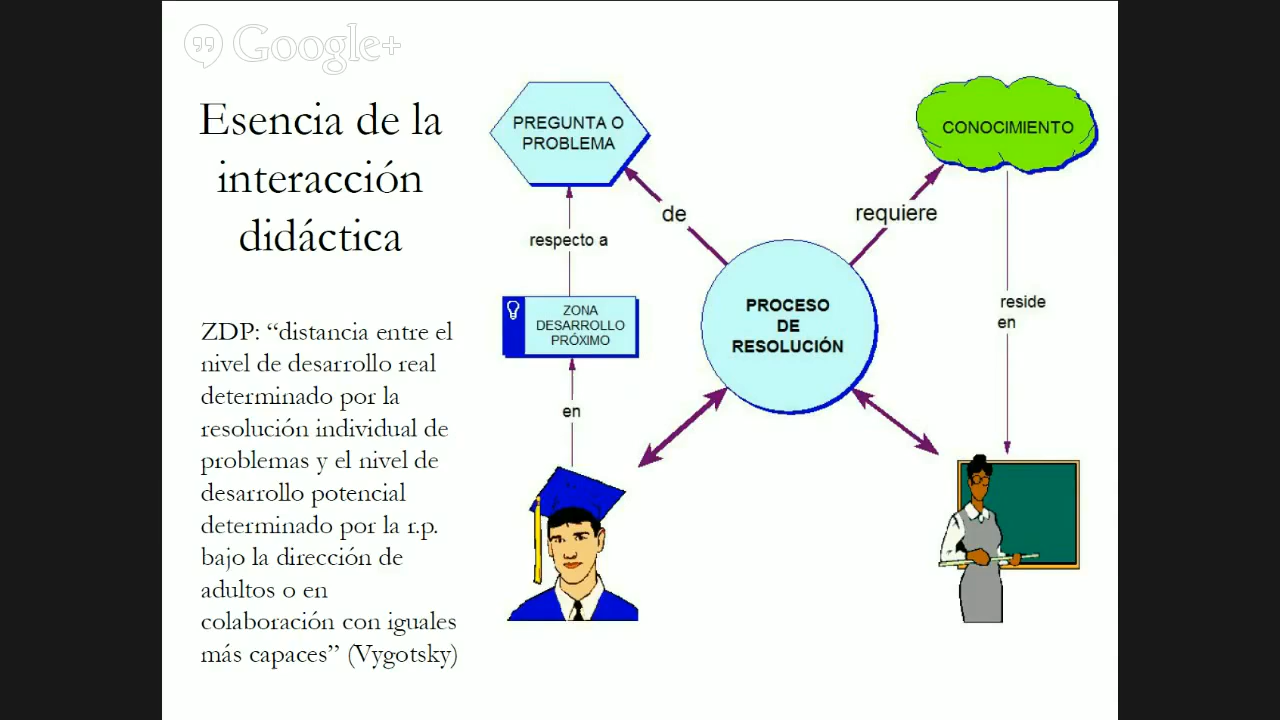 Google+
Esencia de la
interacción
didáctica
ZDP: “distancia entre el
nivel de desarrollo real
determinado por la
resolución individual de
problemas y el nivel de
desarrollo potencial
determinado por la r.p.
bajo la dirección de
adultos o en
colaboración con iguales
más capaces” (Vygotsky)
PREGUNTA O
PROBLEMA
CONOCIMIENTO
de
requiere
respecto a
ZONA
DESARROLLO
PRÓXIMO
PROCESO
DE
RESOLUCIÓN
reside
en
en